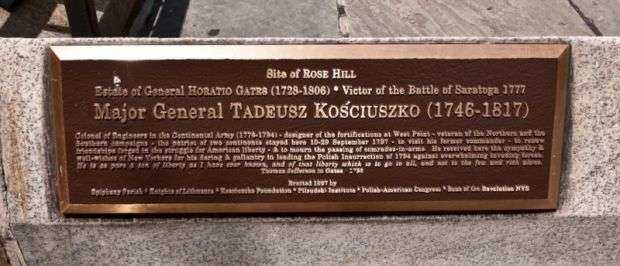 Site of ROSE HILL
Estate of General HORATIO GATES (1728-1806) * Victor of the Battle of Saratoga 1777
Major General TADEUSZ KOŚCIUSZKO (1746-1817)
Colonel of Engineers in the Continental Army (1776-1784) - designer of the fortifications at West Point - veteran of the Northern and the
Southern campaigns - the patriot of two continents stayed here 10-29 September 1797 - to visit his former commander - to renew
friendships forged in the struggle for American liberty - & to mourn the passing of comrades-in-arms. He received here the sympathy &
well-wishes of New Yorkers for his daring & gallantry in leading the Polish Insurrection of 1794 against overwhelming invading forces.
He is as pure a son of liberty as I have ever known, and of that liberty which is to go to all, and not to the few and rich alone.
Thomas Jefferson to Gates - 1798
Erected 1997 by
Epiphany Parish * Knights of Lithuania * Kosciuszko Foundation * Pilsudski Institute * Polish-American Congress * Sons of the Revolution NYS